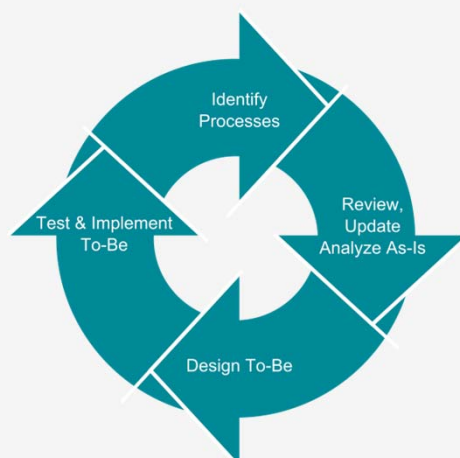 Identify
Processes
Review,
Update
Analyze As-Is
Design To-Be
Test & Implement
To-Be